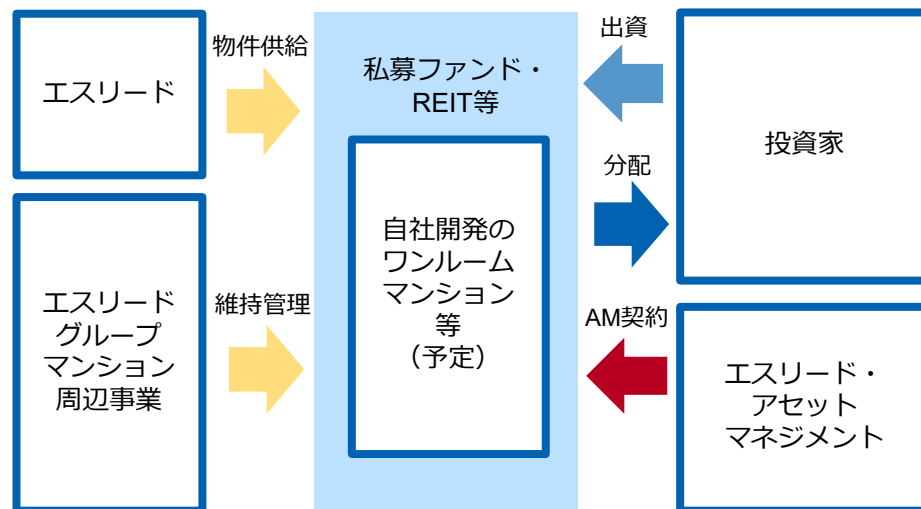 エスリード
物件供給
エスリード
グループ
マンション
周辺事業
維持管理
私募ファンド・
REIT等
自社開発の
ワンルーム
マンション
等
（予定）
出資
分配
投資家
AM契約
エスリード・
アセット
マネジメント